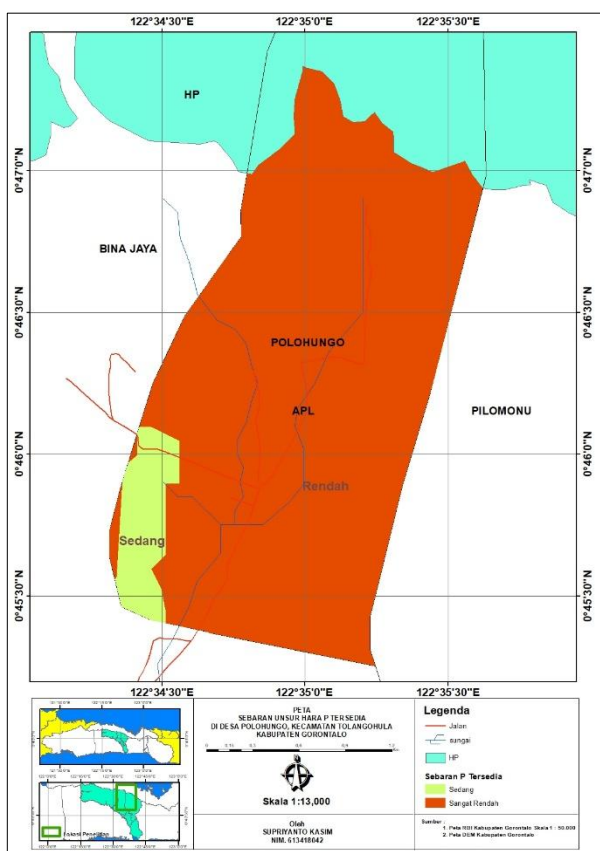 122°34'30"E 122°35'0"E 122°35'30"E
HP
0°47'0"N 0°47'0"N
BINA JAYA
0°46'30"N 0°46'30"N
POLOHUNGO
APL PILOMONU
0°46'0"N 0°46'0"N
Rendah
Sedang
0°45'30"N 0°45'30"N
122°34'30"E 122°35'0"E 122°35'30"E
PETA
SEBARAN UNSUR HARA P TERSEDIA
DI DESA POLOHUNGO, KECAMATAN TOLANGOHULA
KABUPATEN GORONTALO
Skala 1:13,000
Oleh
SUPRIYANTO KASIM
NIM. 613418042
Legenda
Jalan
sungai
HP
Sebaran P Tersedia
Sedang
Sangat Rendah
Sumber :
1. Peta RBI Kabupaten Gorontalo Skala 1 : 50.000
2. Peta DEM Kabupaten Gorontalo
Lokasi Penelitian